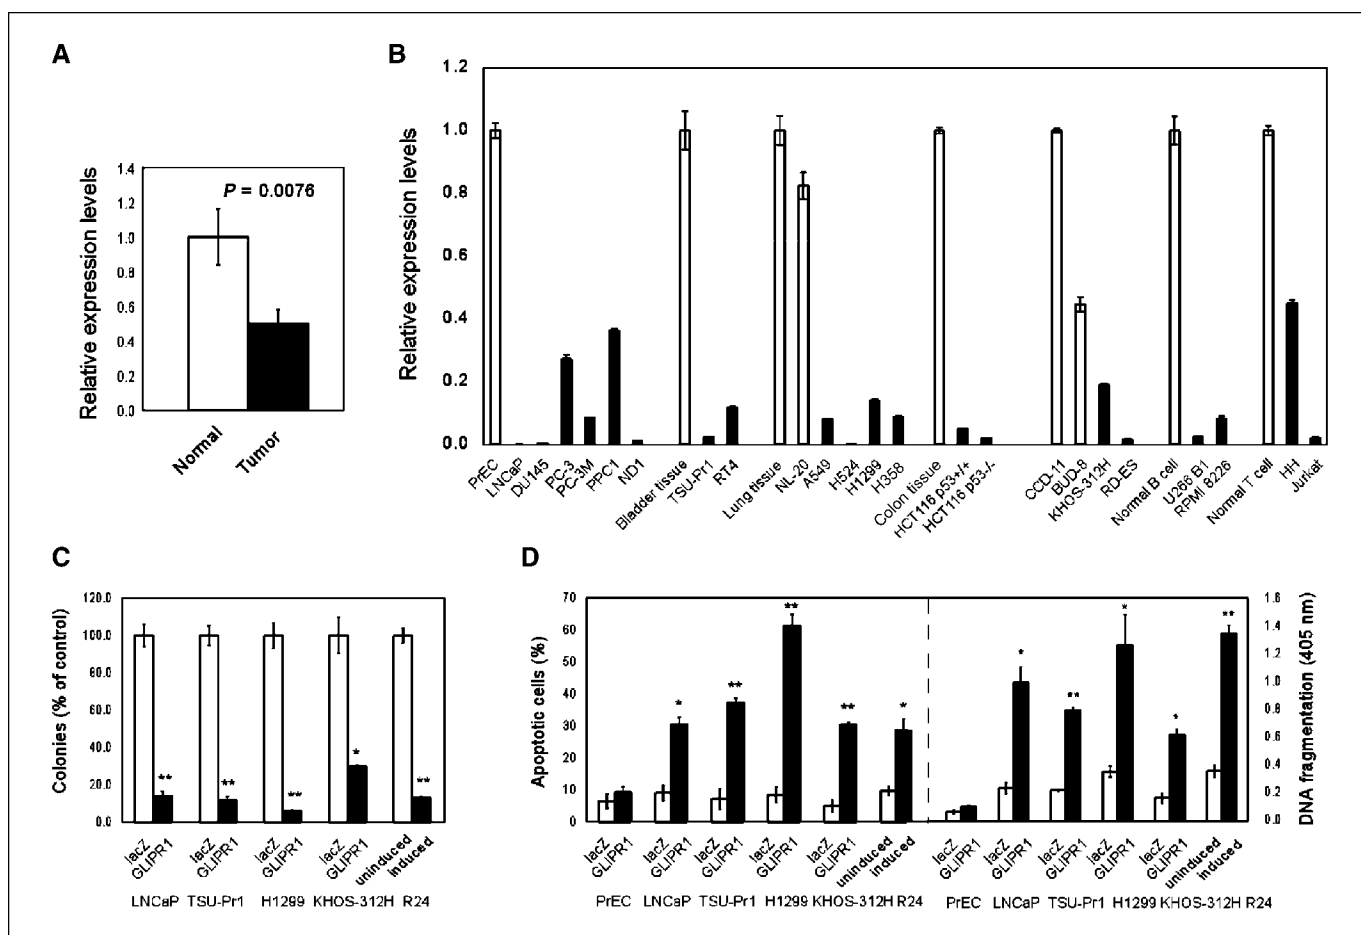 A
Relative expression levels
1.4
1.2
1.0
0.8
0.6
0.4
0.2
0.0
P = 0.0076
Normal
Tumor
B
Relative expression levels
1.2
1.0
0.8
0.6
0.4
0.2
0.0
PrEC
LNCaP
DU145
PC-3
PC-3M
PPC1
ND1
Bladder tissue
TSU-Pr1
RT4
Lung tissue
NL-20
A549
H524
H1299
H358
Colon tissue
HCT116 p53+/+
HCT116 p53-/-
CCD-11
BUD-8
KHOS-312H
RD-ES
Normal B cell
U266 B1
RPMI 8226
Normal T cell
HH
Jurkat
C
Colonies (% of control)
120.0
100.0
80.0
60.0
40.0
20.0
0.0
** ** ** * **
lacZ GLIPR1 lacZ GLIPR1 lacZ GLIPR1 lacZ GLIPR1 uninduced induced
LNCaP TSU-Pr1 H1299 KHOS-312H R24
D
Apoptotic cells (%)
70
60
50
40
30
20
10
0
* ** ** ** *
* ** * * **
1.6
1.4
1.2
1.0
0.8
0.6
0.4
0.2
0.0
DNA fragmentation (405 nm)
lacZ GLIPR1 lacZ GLIPR1 lacZ GLIPR1 lacZ GLIPR1 lacZ GLIPR1 uninduced induced
PrEC LNCaP TSU-Pr1 H1299 KHOS-312H R24
lacZ GLIPR1 lacZ GLIPR1 lacZ GLIPR1 lacZ GLIPR1 lacZ GLIPR1 uninduced induced
PrEC LNCaP TSU-Pr1 H1299 KHOS-312H R24